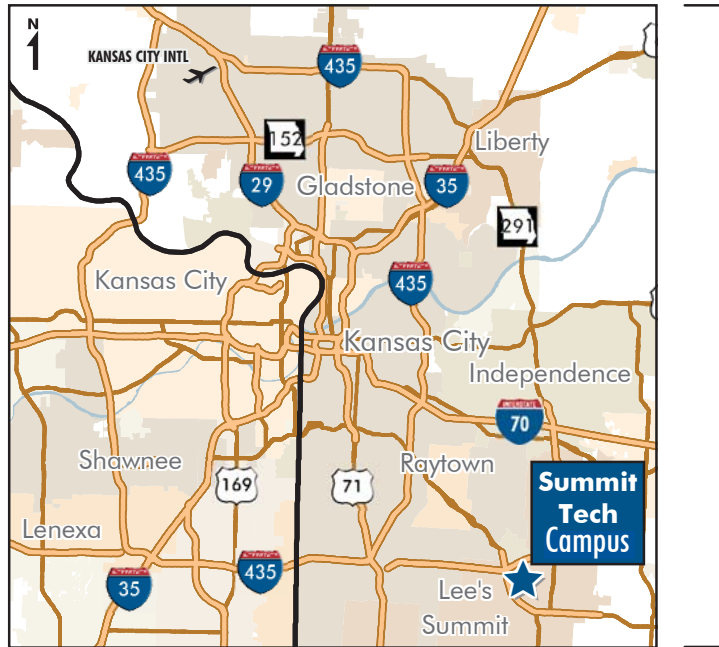 N
KANSAS CITY INTL
435
152
Liberty
435
29
Gladstone
35
291
Kansas City
435
Kansas City
Independence
INTERSTATE
70
Shawnee
Raytown
169
71
Summit
Tech
Campus
Lenexa
435
35
Lee's
Summit